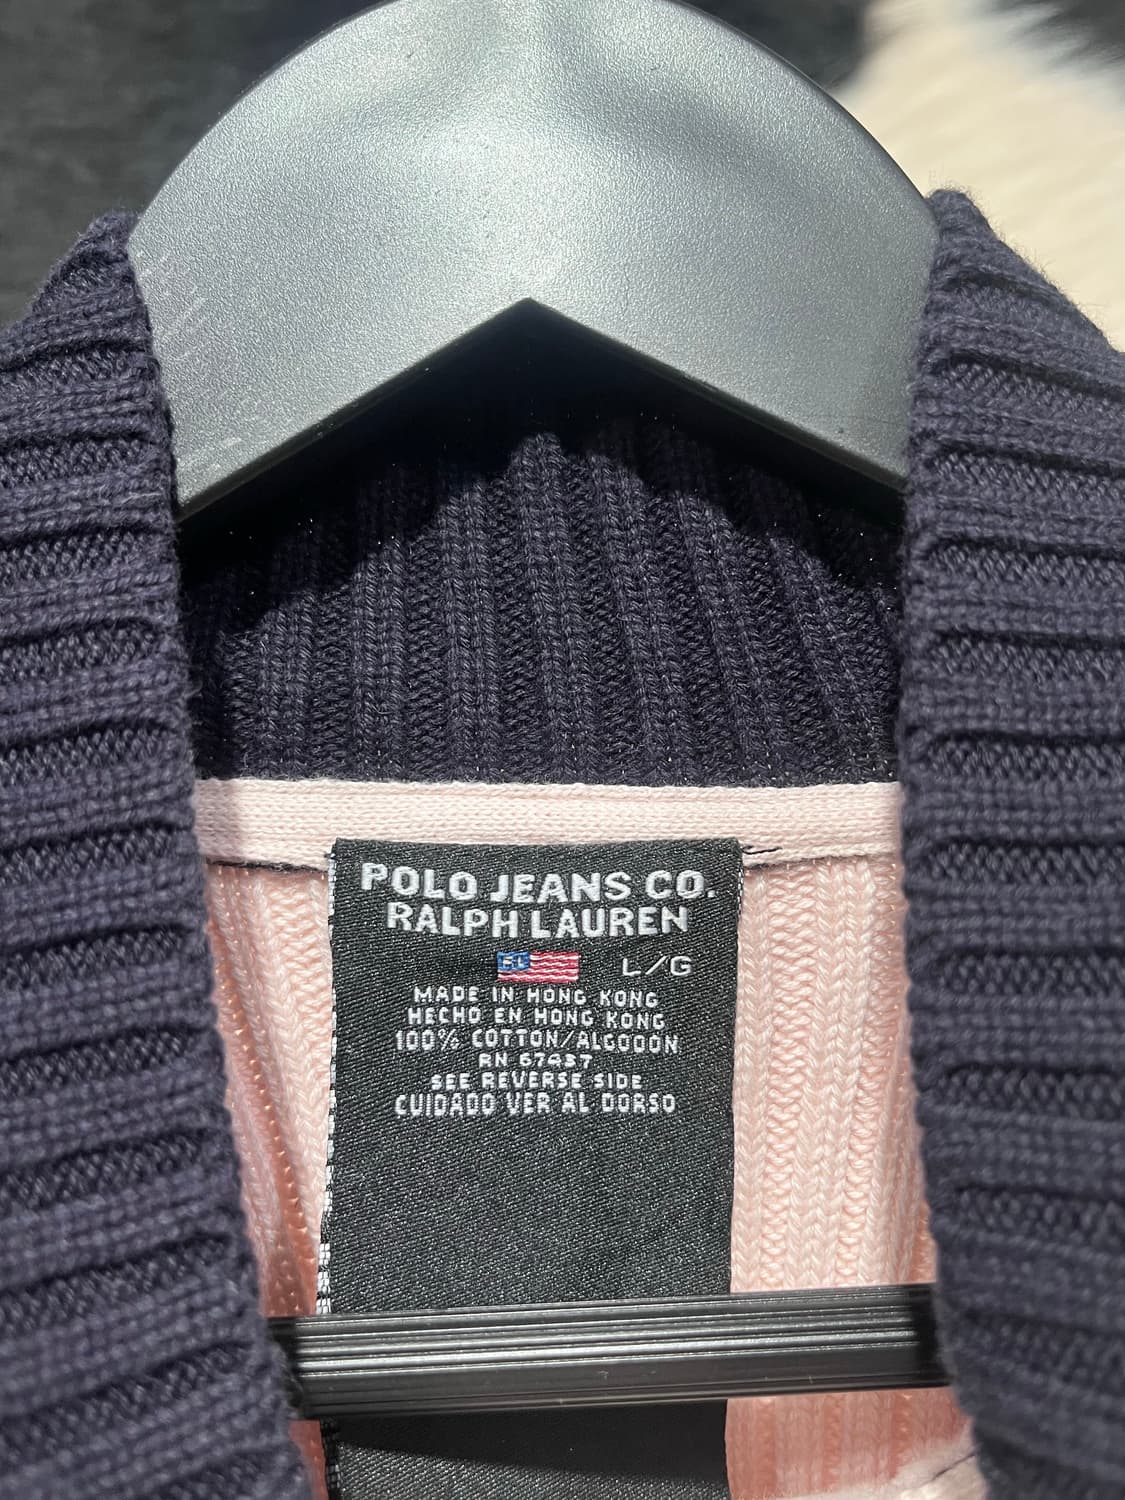 POLO JEANS CO.
RALPH LAUREN
RL L/G
MADE IN HONG KONG
HECHO EN HONG KONG
100% COTTON/ALGODON
RN 67437
SEE REVERSE SIDE
CUIDADO VER AL DORSO